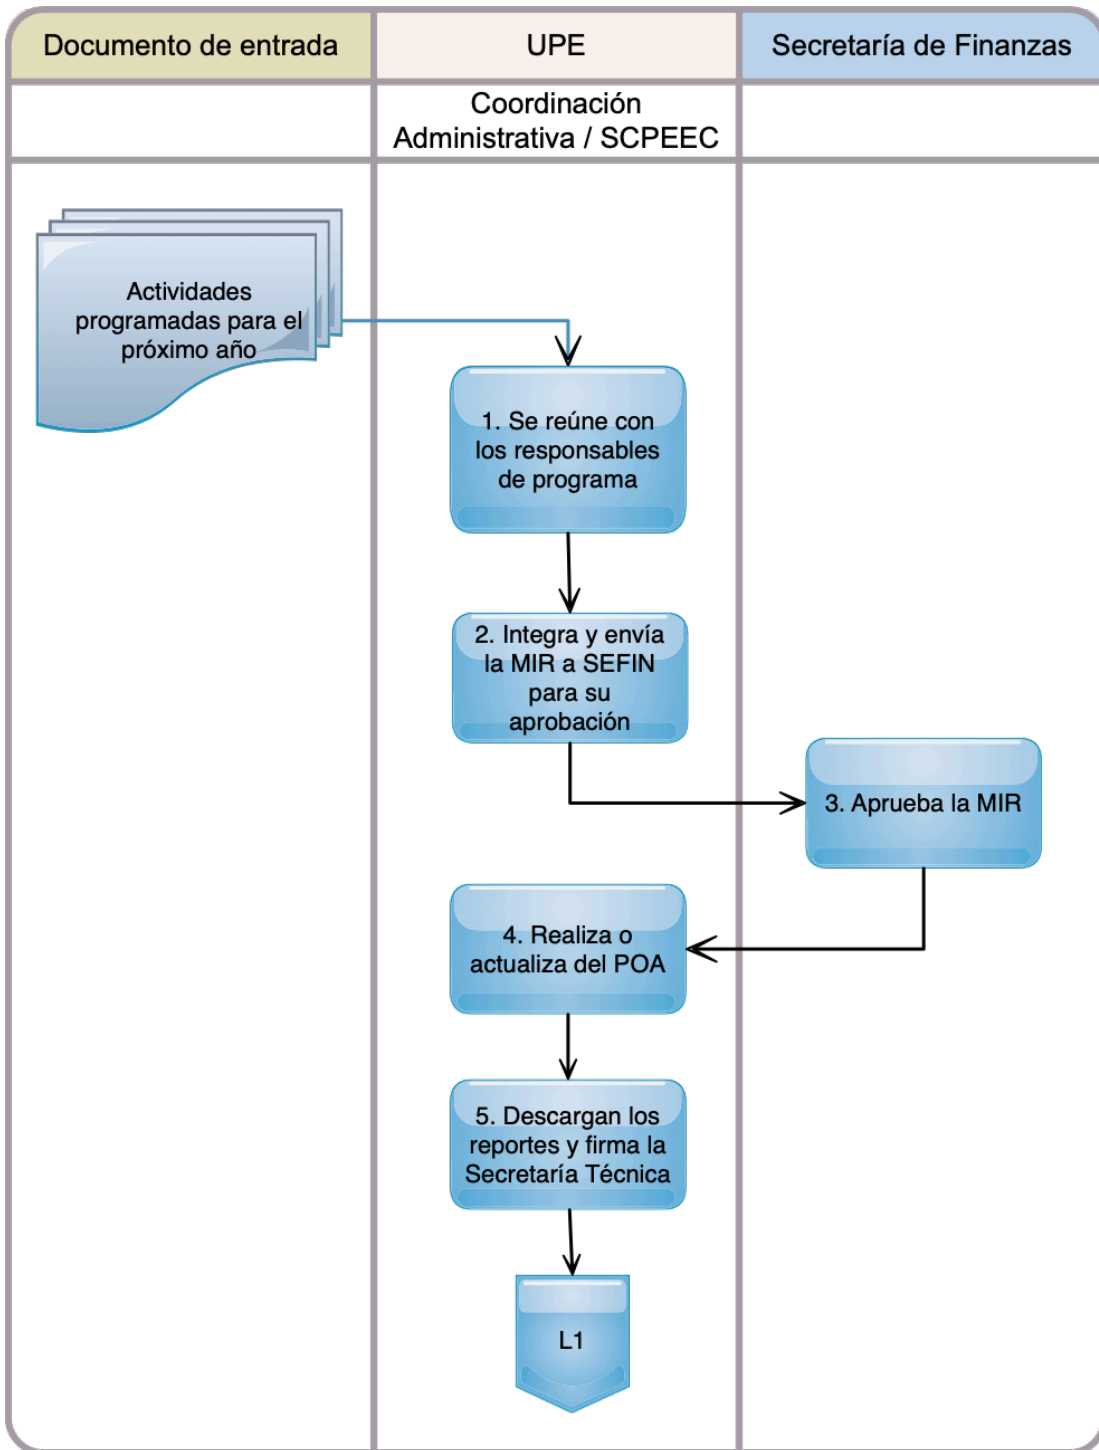 Documento de entrada
UPE
Secretaría de Finanzas
Coordinación
Administrativa / SCPEEC
Actividades
programadas para el
próximo año
1. Se reúne con
los responsables
de programa
2. Integra y envía
la MIR a SEFIN
para su
aprobación
3. Aprueba la MIR
4. Realiza o
actualiza del POA
5. Descargan los
reportes y firma la
Secretaría Técnica
L1